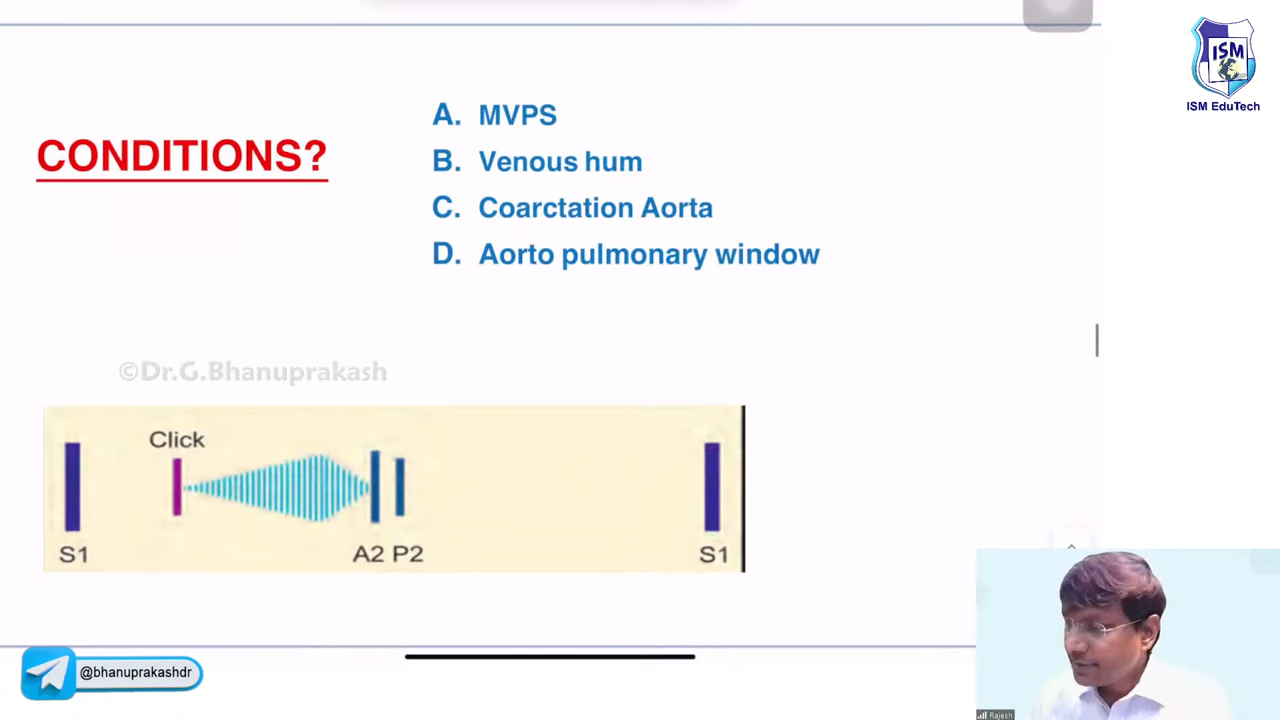 ISM
ISM EduTech
CONDITIONS?
A. MVPS
B. Venous hum
C. Coarctation Aorta
D. Aorto pulmonary window
©Dr.G.Bhanuprakash
Click
S1
A2 P2
S1
@bhanuprakashdr
Rajesh